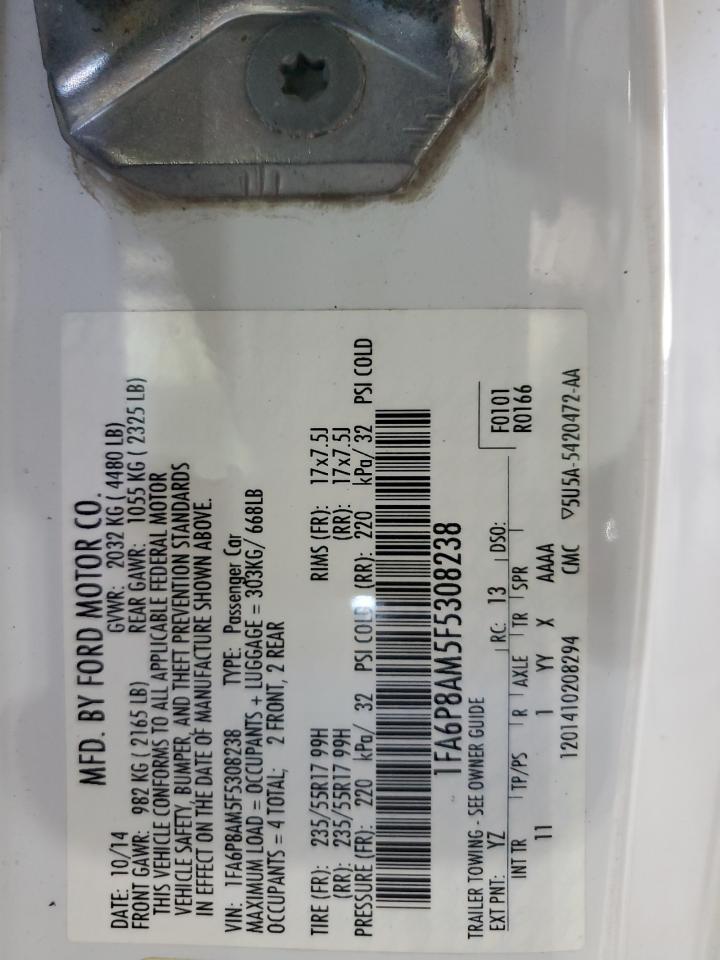 MFD. BY FORD MOTOR CO.
DATE: 10/14 GVWR: 2032 KG ( 4480 LB)
FRONT GAWR: 982 KG ( 2165 LB) REAR GAWR: 1055 KG ( 2325 LB)
THIS VEHICLE CONFORMS TO ALL APPLICABLE FEDERAL MOTOR
VEHICLE SAFETY, BUMPER, AND THEFT PREVENTION STANDARDS
IN EFFECT ON THE DATE OF MANUFACTURE SHOWN ABOVE.
VIN: 1FA6P8AM5F5308238 TYPE: Passenger Car
MAXIMUM LOAD = OCCUPANTS + LUGGAGE = 303KG/ 668LB
OCCUPANTS = 4 TOTAL; 2 FRONT, 2 REAR
TIRE (FR): 235/55R17 99H RIMS (FR): 17x7.5J
(RR): 235/55R17 99H (RR): 17x7.5J
PRESSURE (FR): 220 kPa/ 32 PSI COLD (RR): 220 kPa/ 32 PSI COLD
1FA6P8AM5F5308238
TRAILER TOWING - SEE OWNER GUIDE
EXT PNT: YZ RC: 13 DSO: F0101
R0166
INT TR TP/PS R AXLE TR SPR
11 1 YY X AAAA
1201410208294 CMC ▽5U5A-5420472-AA